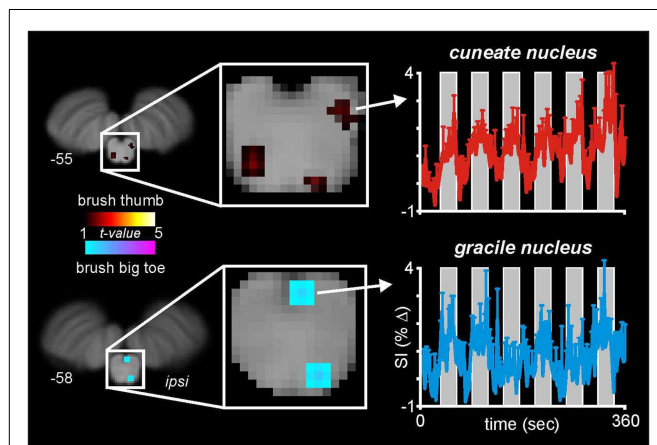 cuneate nucleus
4
-1
-55
brush thumb
1 t-value 5
brush big toe
gracile nucleus
4
SI (% Δ)
-58
ipsi
-1
0 time (sec) 360